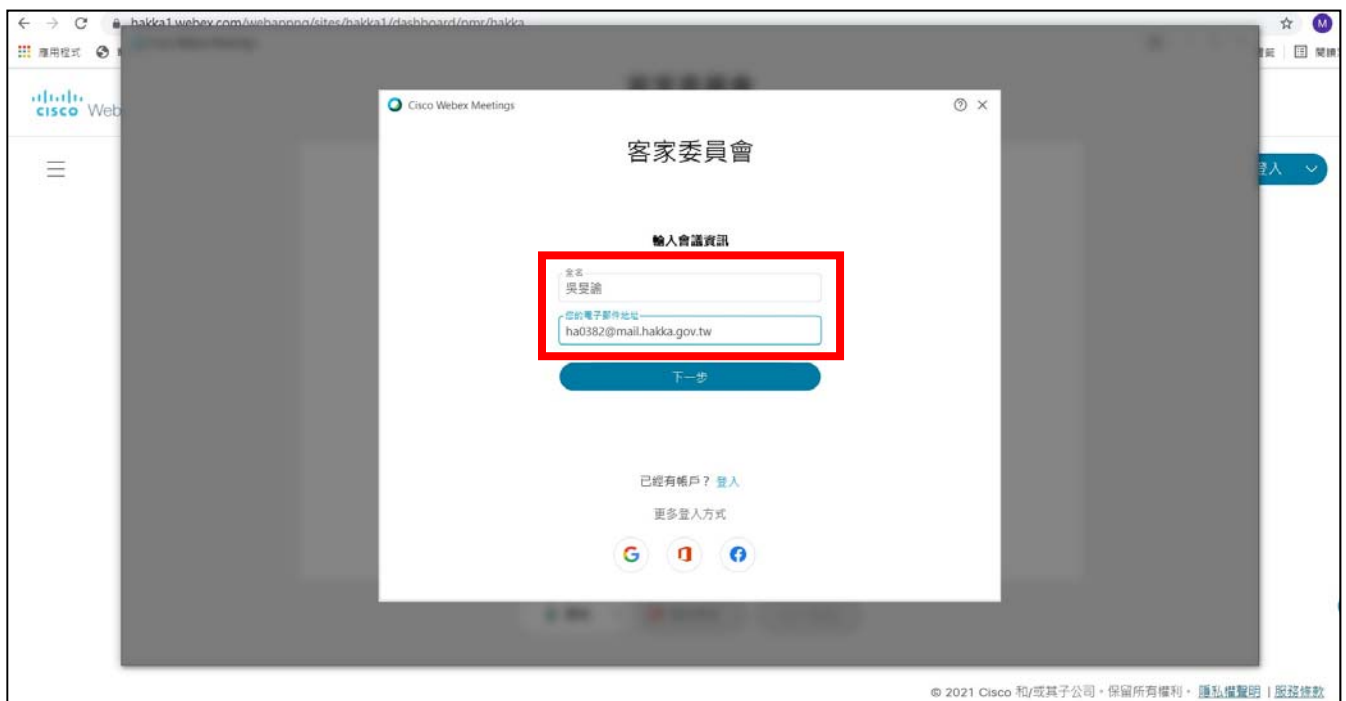 hakka1.webex.com/webappng/sites/hakka1/dashboard/pmr/hakka
M
應用程式
cisco Web
Cisco Webex Meetings
客家委員會
登入
輸入會議資訊
全名
吳旻諭
您的電子郵件地址
ha0382@mail.hakka.gov.tw
下一步
已經有帳戶？ 登入
更多登入方式
© 2021 Cisco 和/或其子公司。保留所有權利。 隱私權聲明 | 服務條款